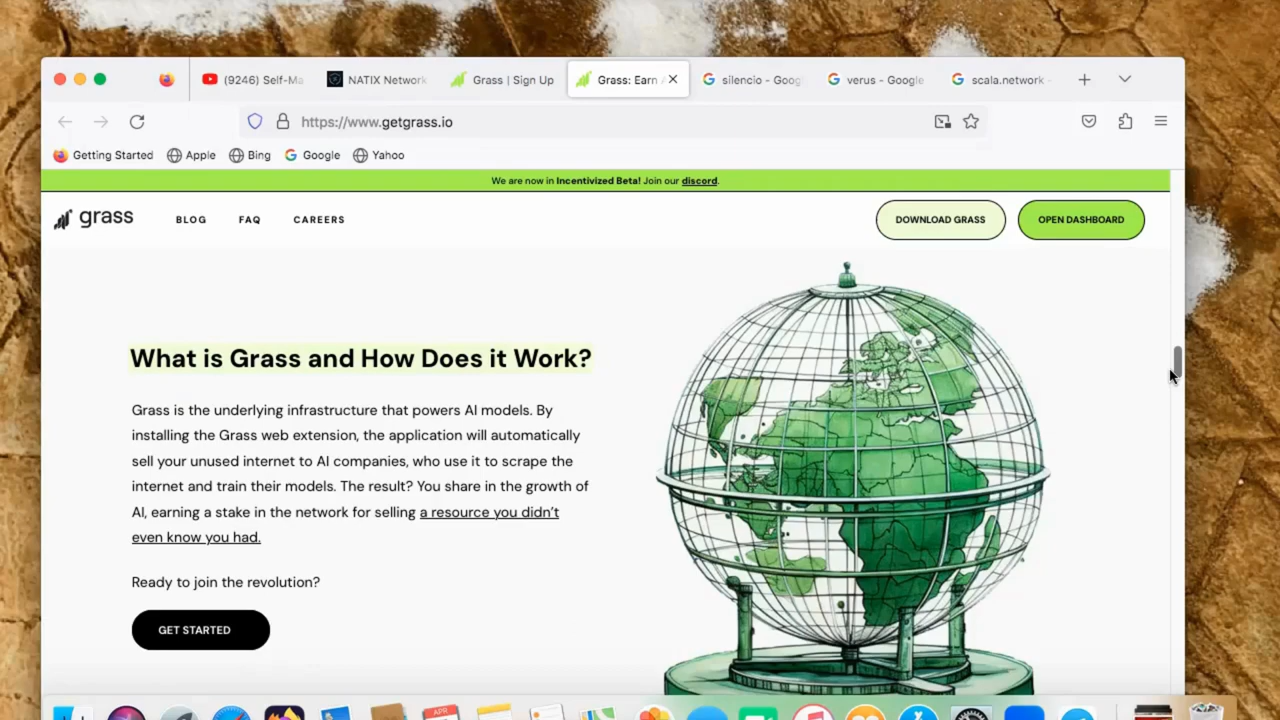 (9246) Self-Ma
NATIX Network
Grass | Sign Up
Grass: Earn
silencio - Goog
verus - Google
scala.network -
https://www.getgrass.io
Getting Started
Apple
Bing
Google
Yahoo
We are now in Incentivized Beta! Join our discord.
grass
BLOG
FAQ
CAREERS
DOWNLOAD GRASS
OPEN DASHBOARD
What is Grass and How Does it Work?
Grass is the underlying infrastructure that powers AI models. By
installing the Grass web extension, the application will automatically
sell your unused internet to AI companies, who use it to scrape the
internet and train their models. The result? You share in the growth of
AI, earning a stake in the network for selling a resource you didn't
even know you had.
Ready to join the revolution?
GET STARTED
APR